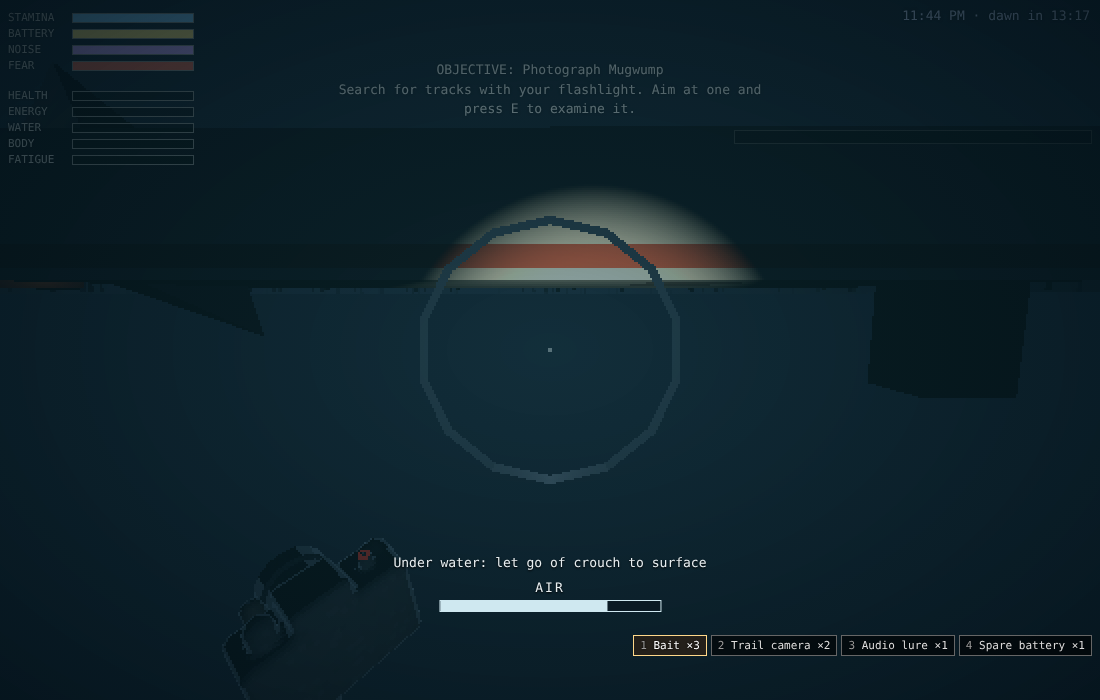 STAMINA
BATTERY
NOISE
FEAR
HEALTH
ENERGY
WATER
BODY
FATIGUE
11:44 PM · dawn in 13:17
OBJECTIVE: Photograph Mugwump
Search for tracks with your flashlight. Aim at one and
press E to examine it.
Under water: let go of crouch to surface
AIR
1 Bait ×3
2 Trail camera ×2
3 Audio lure ×1
4 Spare battery ×1